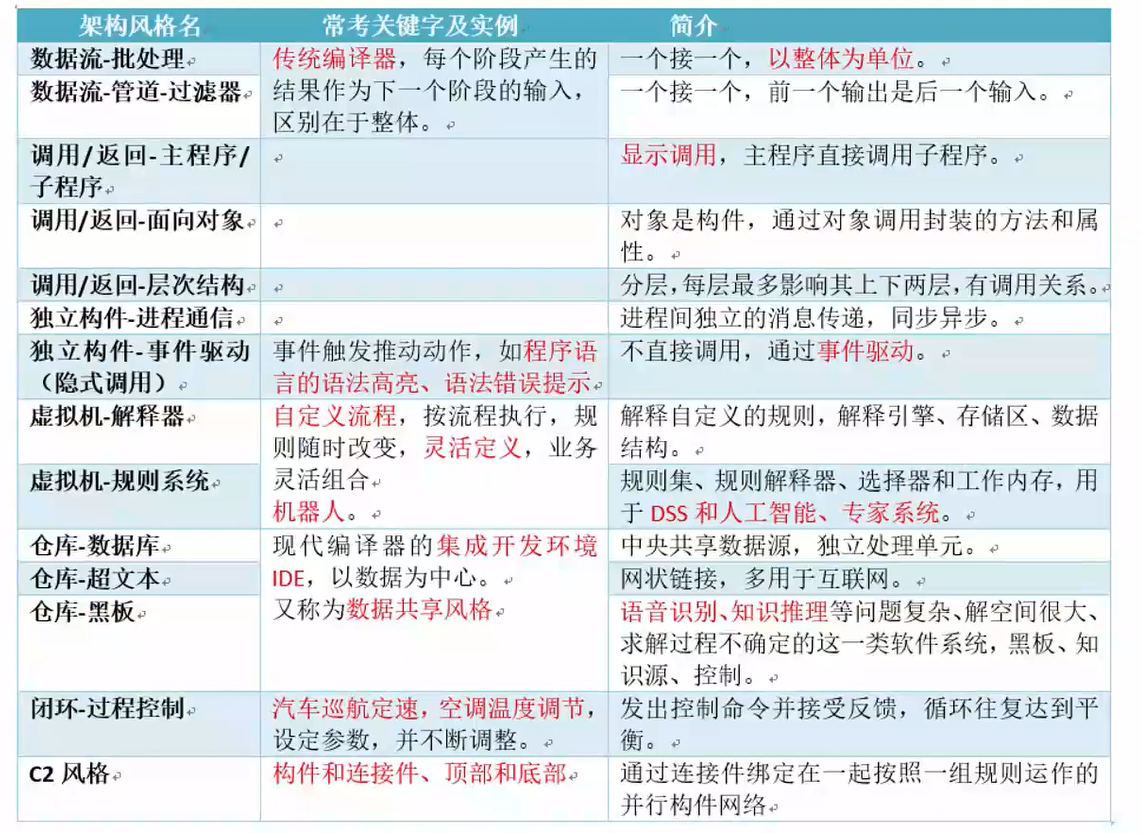 架构风格名 常考关键字及实例 简介
数据流-批处理 传统编译器，每个阶段产生的 一个接一个，以整体为单位。
数据流-管道-过滤器 结果作为下一个阶段的输入， 一个接一个，前一个输出是后一个输入。
区别在于整体。
调用/返回-主程序/ 显示调用，主程序直接调用子程序。
子程序
调用/返回-面向对象 对象是构件，通过对象调用封装的方法和属
性。
调用/返回-层次结构 分层，每层最多影响其上下两层，有调用关系。
独立构件-进程通信 进程间独立的消息传递，同步异步。
独立构件-事件驱动 事件触发推动动作，如程序语 不直接调用，通过事件驱动。
（隐式调用） 言的语法高亮、语法错误提示
虚拟机-解释器 自定义流程，按流程执行，规 解释自定义的规则，解释引擎、存储区、数据
则随时改变，灵活定义，业务 结构。
虚拟机-规则系统 灵活组合 规则集、规则解释器、选择器和工作内存，用
机器人。 于 DSS 和人工智能、专家系统。
仓库-数据库 现代编译器的集成开发环境 中央共享数据源，独立处理单元。
仓库-超文本 IDE，以数据为中心。 网状链接，多用于互联网。
仓库-黑板 又称为数据共享风格 语音识别、知识推理等问题复杂、解空间很大、
求解过程不确定的这一类软件系统，黑板、知
识源、控制。
闭环-过程控制 汽车巡航定速，空调温度调节， 发出控制命令并接受反馈，循环往复达到平
设定参数，并不断调整。 衡。
C2 风格 构件和连接件、顶部和底部 通过连接件绑定在一起按照一组规则运作的
并行构件网络